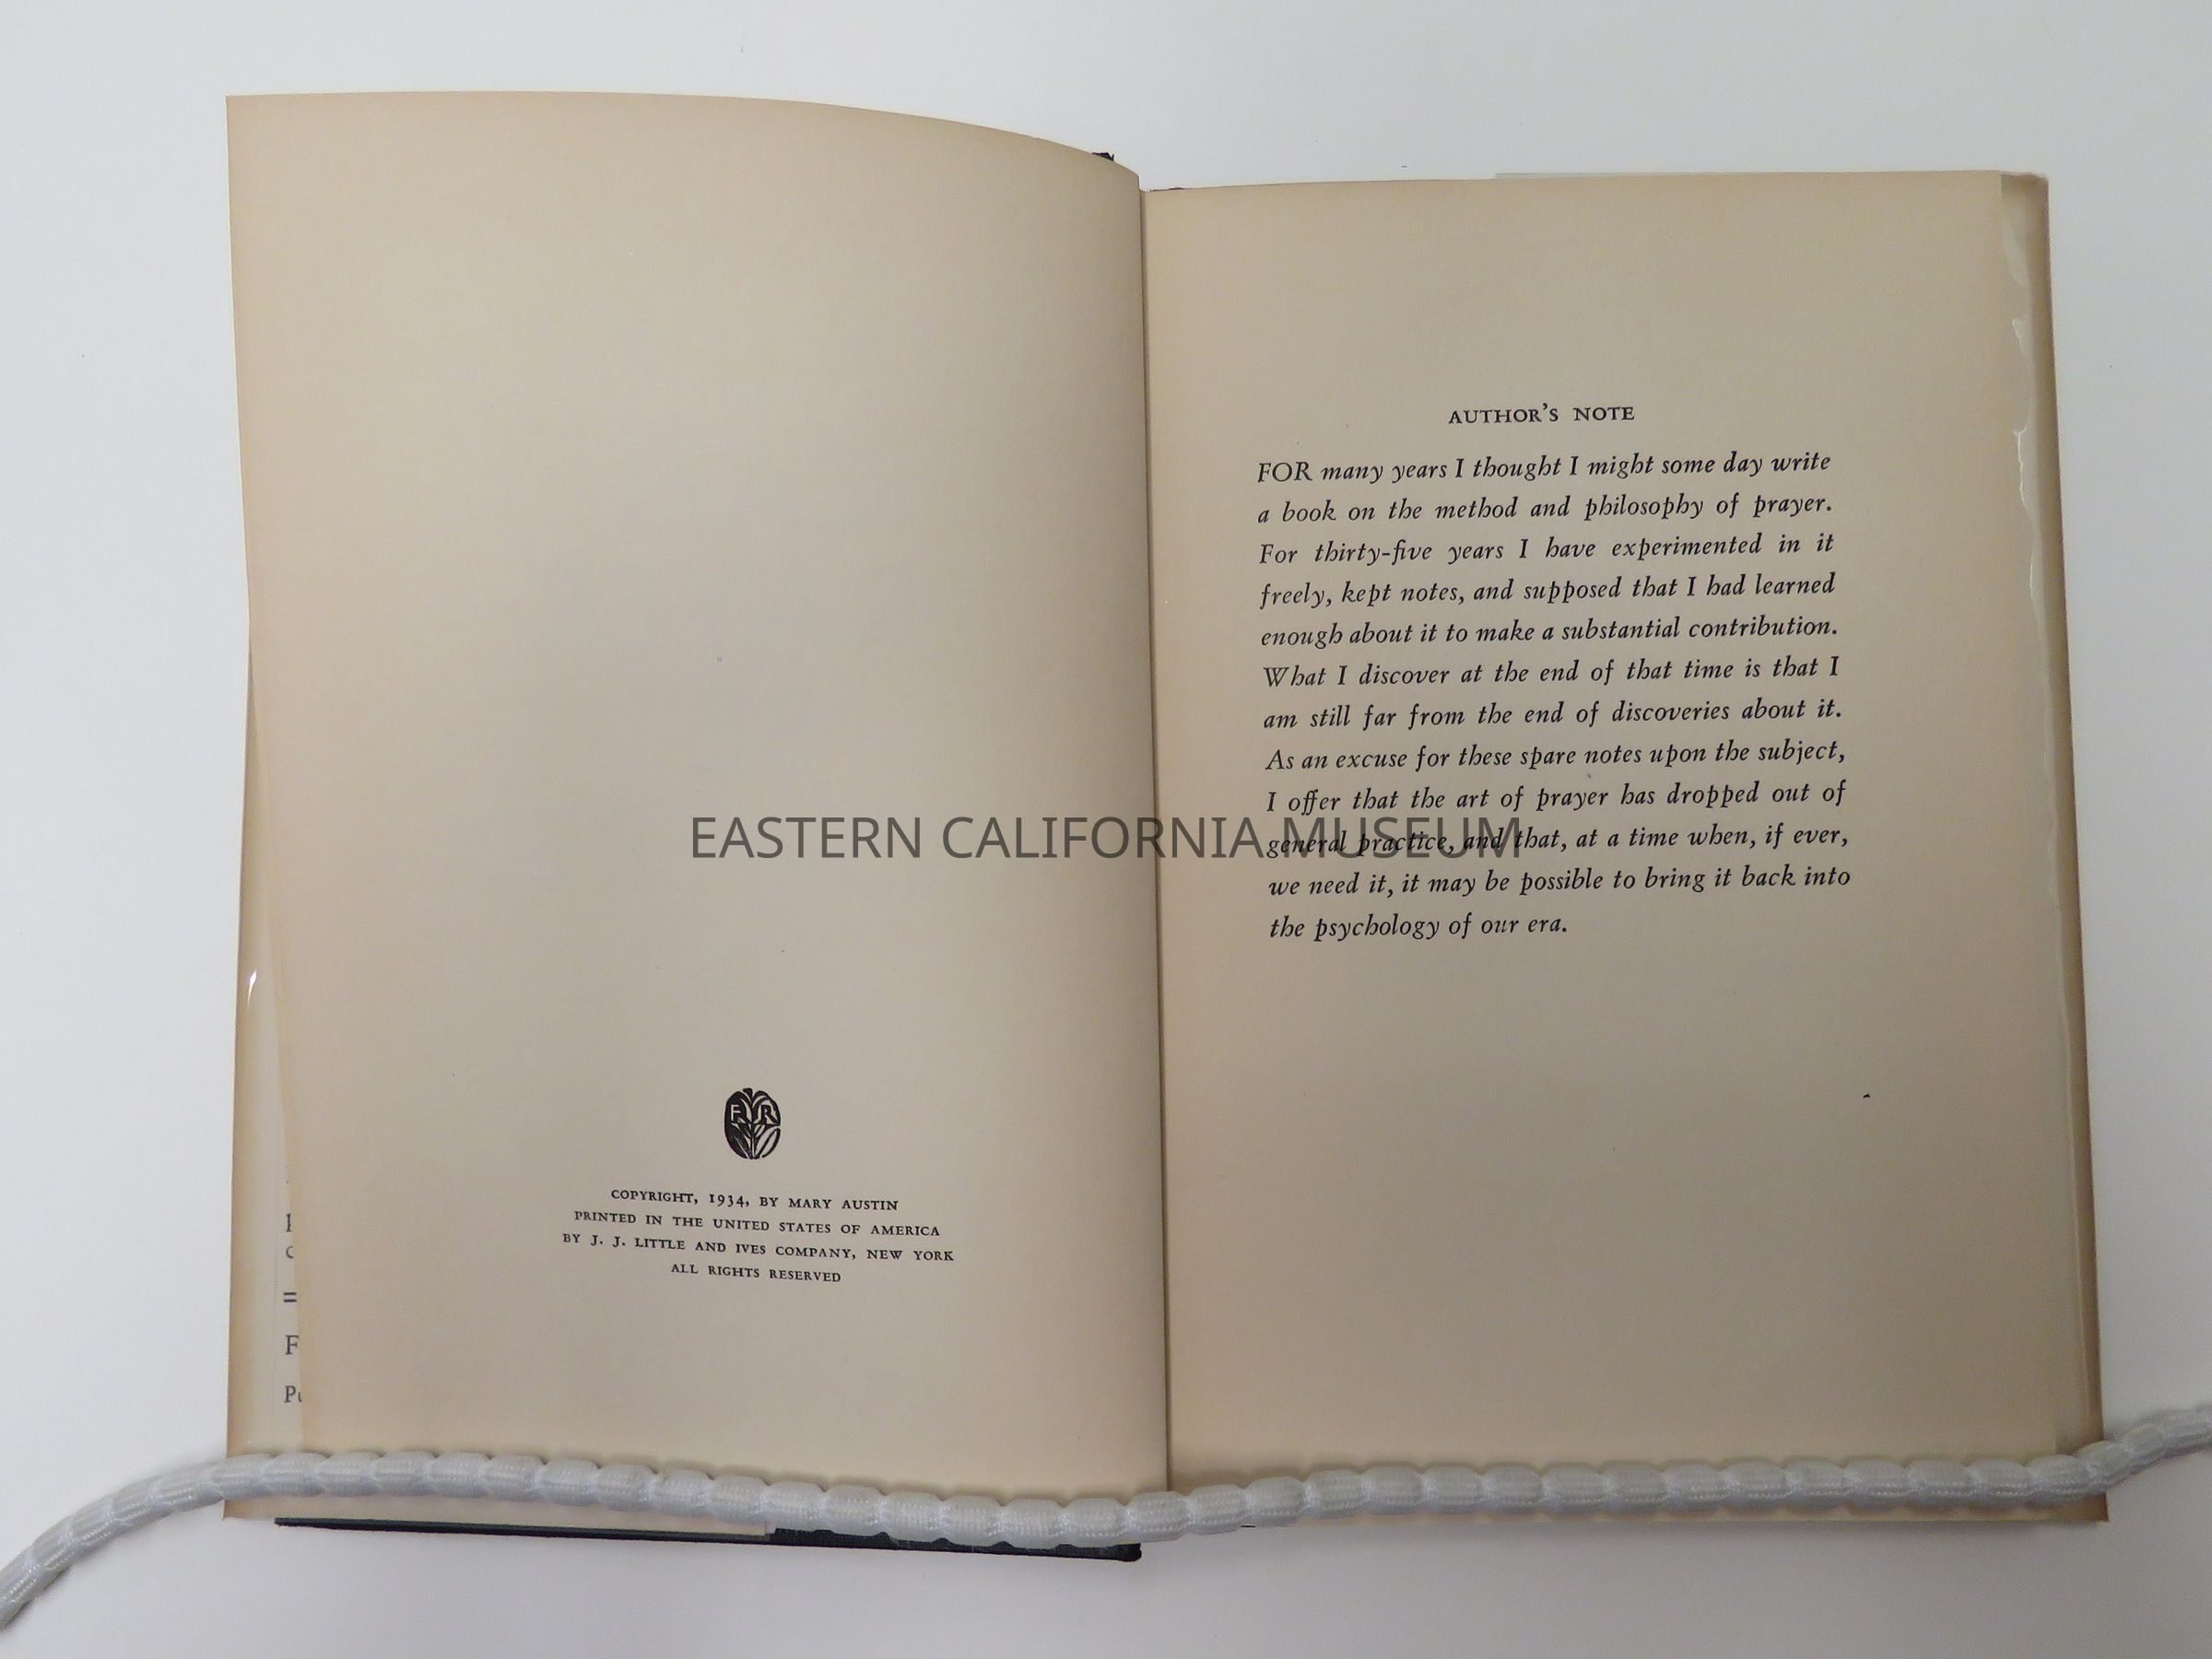 F R
COPYRIGHT, 1934, BY MARY AUSTIN
PRINTED IN THE UNITED STATES OF AMERICA
BY J. J. LITTLE AND IVES COMPANY, NEW YORK
ALL RIGHTS RESERVED
AUTHOR'S NOTE
FOR many years I thought I might some day write
a book on the method and philosophy of prayer.
For thirty-five years I have experimented in it
freely, kept notes, and supposed that I had learned
enough about it to make a substantial contribution.
What I discover at the end of that time is that I
am still far from the end of discoveries about it.
As an excuse for these spare notes upon the subject,
I offer that the art of prayer has dropped out of
general practice, and that, at a time when, if ever,
we need it, it may be possible to bring it back into
the psychology of our era.
EASTERN CALIFORNIA MUSEUM